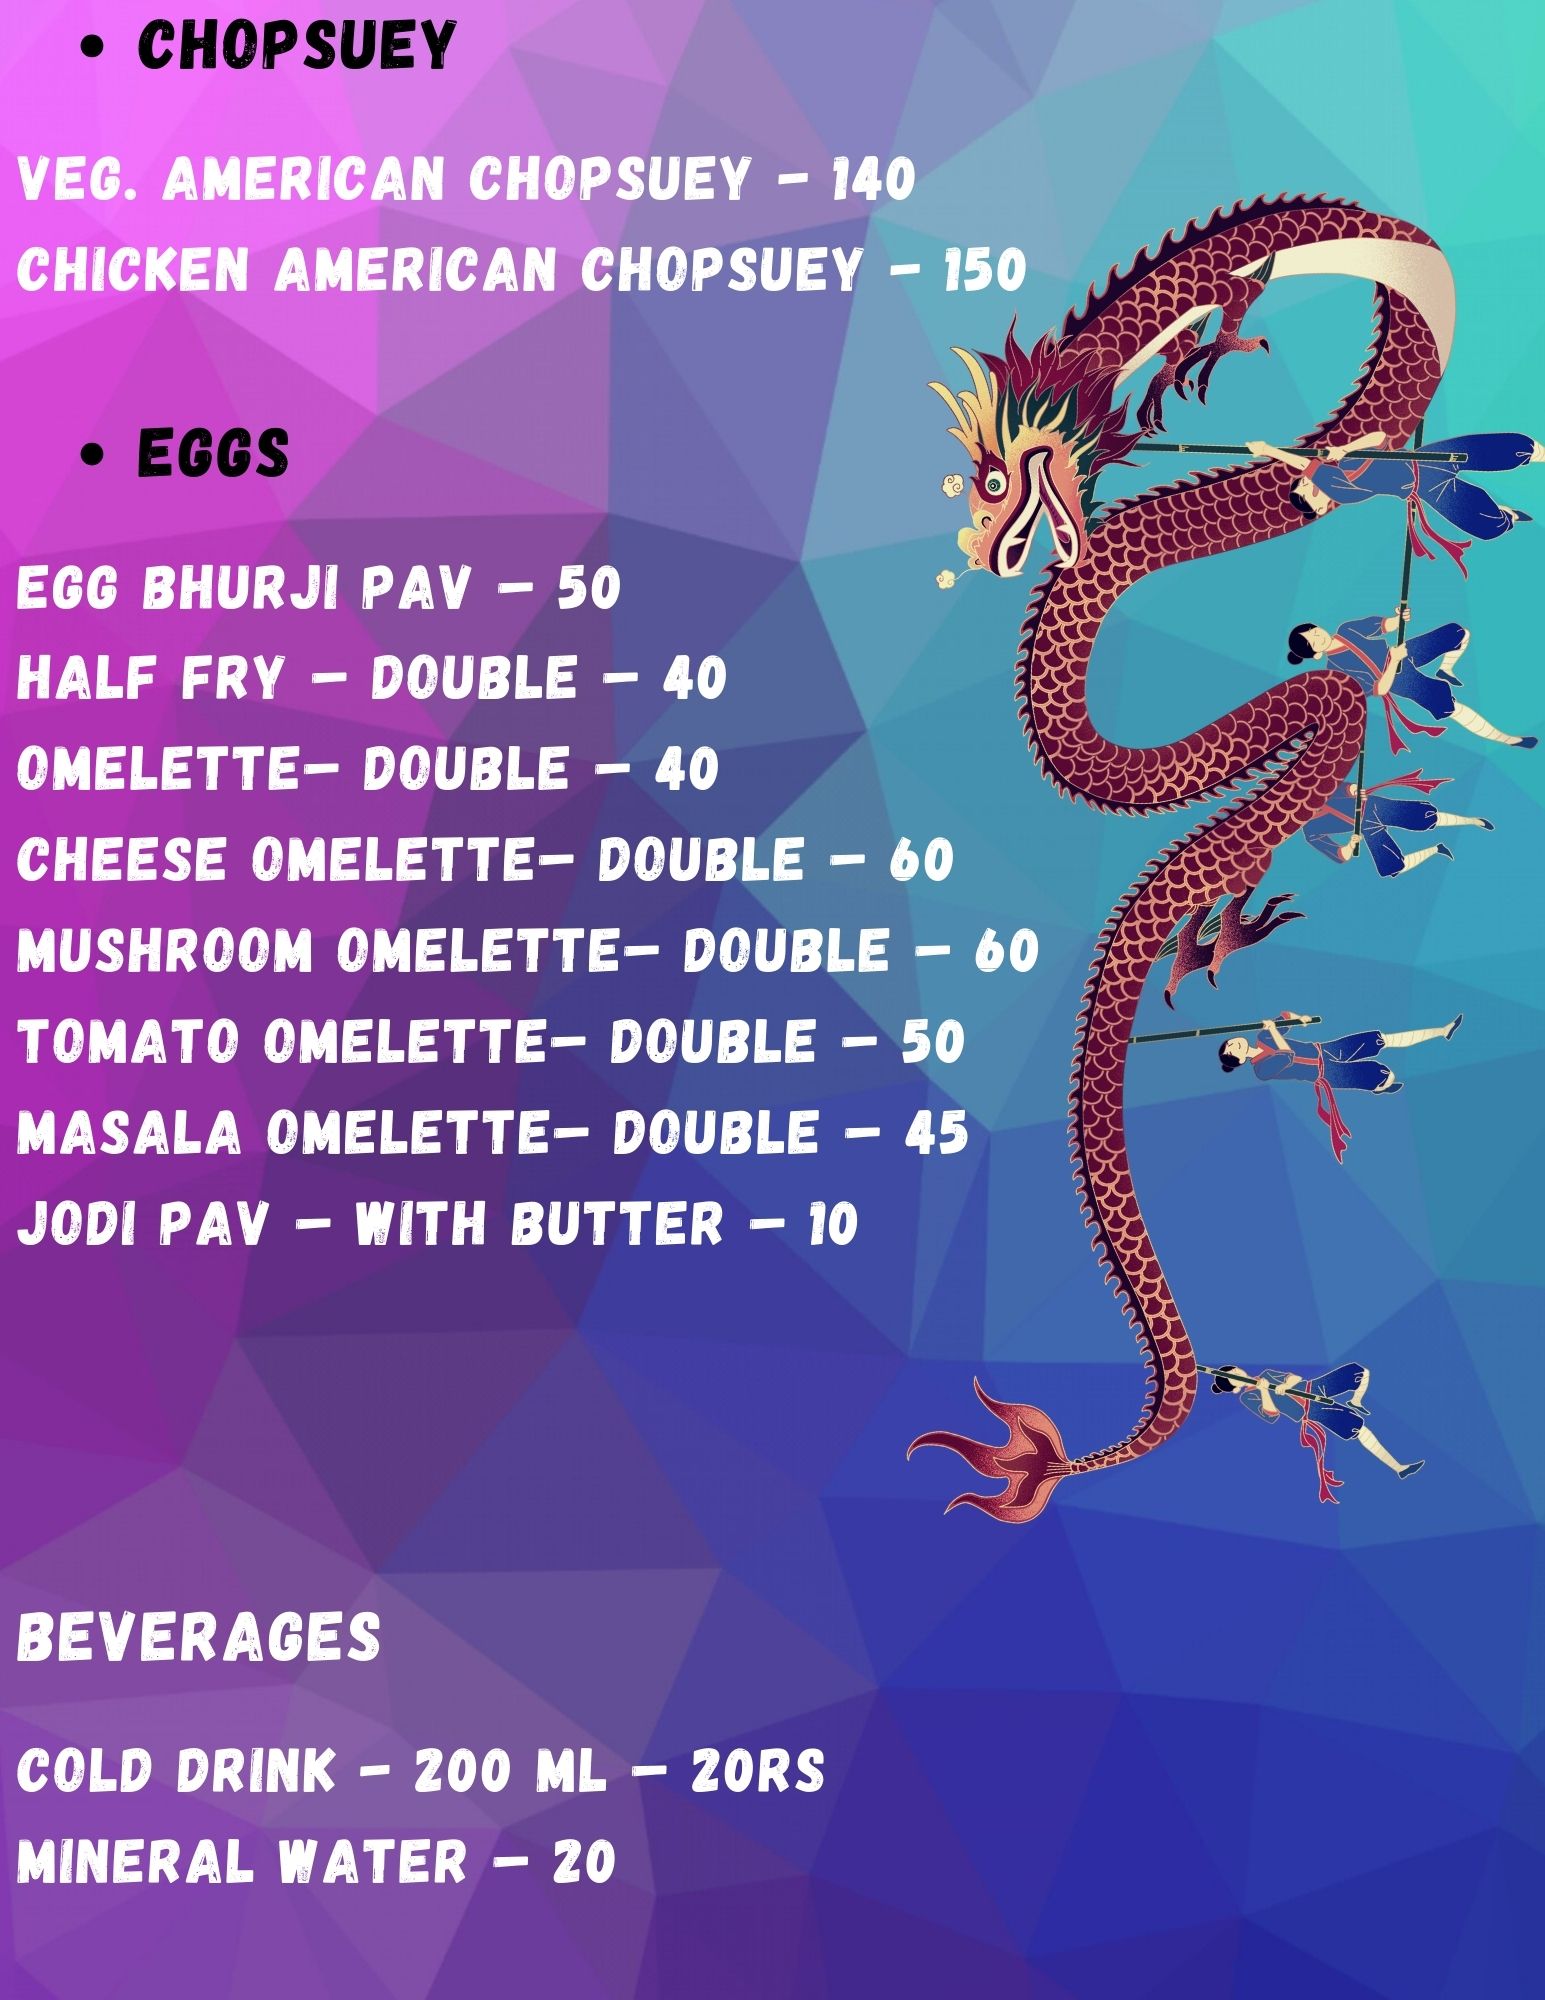 • CHOPSUEY
VEG. AMERICAN CHOPSUEY - 140
CHICKEN AMERICAN CHOPSUEY - 150
• EGGS
EGG BHURJI PAV – 50
HALF FRY – DOUBLE – 40
OMELETTE– DOUBLE – 40
CHEESE OMELETTE– DOUBLE – 60
MUSHROOM OMELETTE– DOUBLE – 60
TOMATO OMELETTE– DOUBLE – 50
MASALA OMELETTE– DOUBLE – 45
JODI PAV – WITH BUTTER – 10
BEVERAGES
COLD DRINK - 200 ML – 20RS
MINERAL WATER – 20